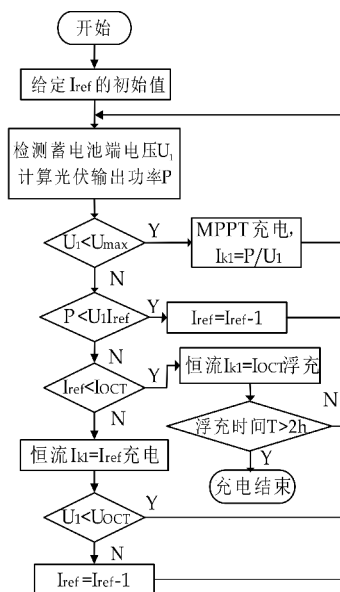 开始
给定Iref的初始值
检测蓄电池端电压U1
计算光伏输出功率P
U1<Umax
Y
MPPT充电,
Ik1=P/U1
N
P<U1Iref
Y
Iref=Iref-1
N
Iref<IOCT
Y
恒流Ik1=IOCT浮充
N
浮充时间T>2h
N
恒流Ik1=Iref充电
Y
充电结束
U1<UOCT
Y
N
Iref=Iref-1